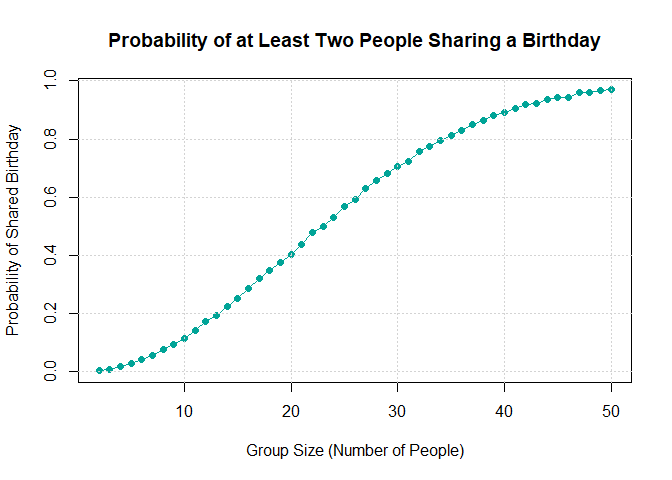 Probability of at Least Two People Sharing a Birthday
Probability of Shared Birthday
1.0
0.8
0.6
0.4
0.2
0.0
10 20 30 40 50
Group Size (Number of People)